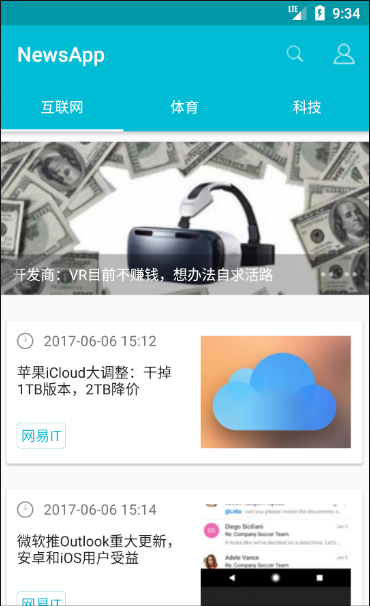 LTE 9:34
NewsApp
互联网 体育 科技
开发商：VR目前不赚钱，想办法自求活路
2017-06-06 15:12
苹果iCloud大调整：干掉
1TB版本，2TB降价
网易IT
2017-06-06 15:14
微软推Outlook重大更新，
安卓和iOS用户受益
网易IT
Diego Siciliani
Re: Company Soccer Team
Adele Vance
Re: Company Soccer Team